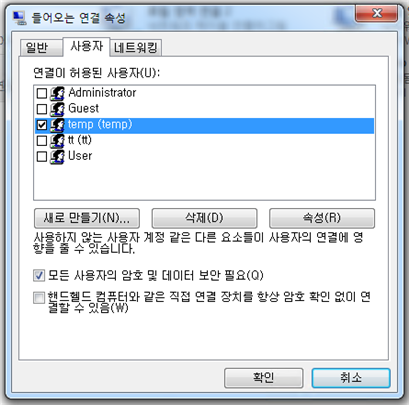 들어오는 연결 속성
일반 사용자 네트워킹
연결이 허용된 사용자(U):
Administrator
Guest
temp (temp)
tt (tt)
User
새로 만들기(N)... 삭제(D) 속성(R)
사용하지 않는 사용자 계정 같은 다른 요소들이 사용자의 연결에 영
향을 줄 수 있습니다.
모든 사용자의 암호 및 데이터 보안 필요(Q)
핸드헬드 컴퓨터와 같은 직접 연결 장치를 항상 암호 확인 없이 연
결할 수 있음(W)
확인 취소